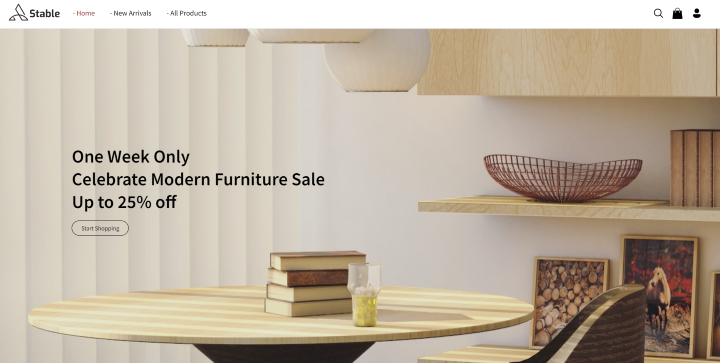 Stable
- Home
- New Arrivals
- All Products
One Week Only
Celebrate Modern Furniture Sale
Up to 25% off
Start Shopping